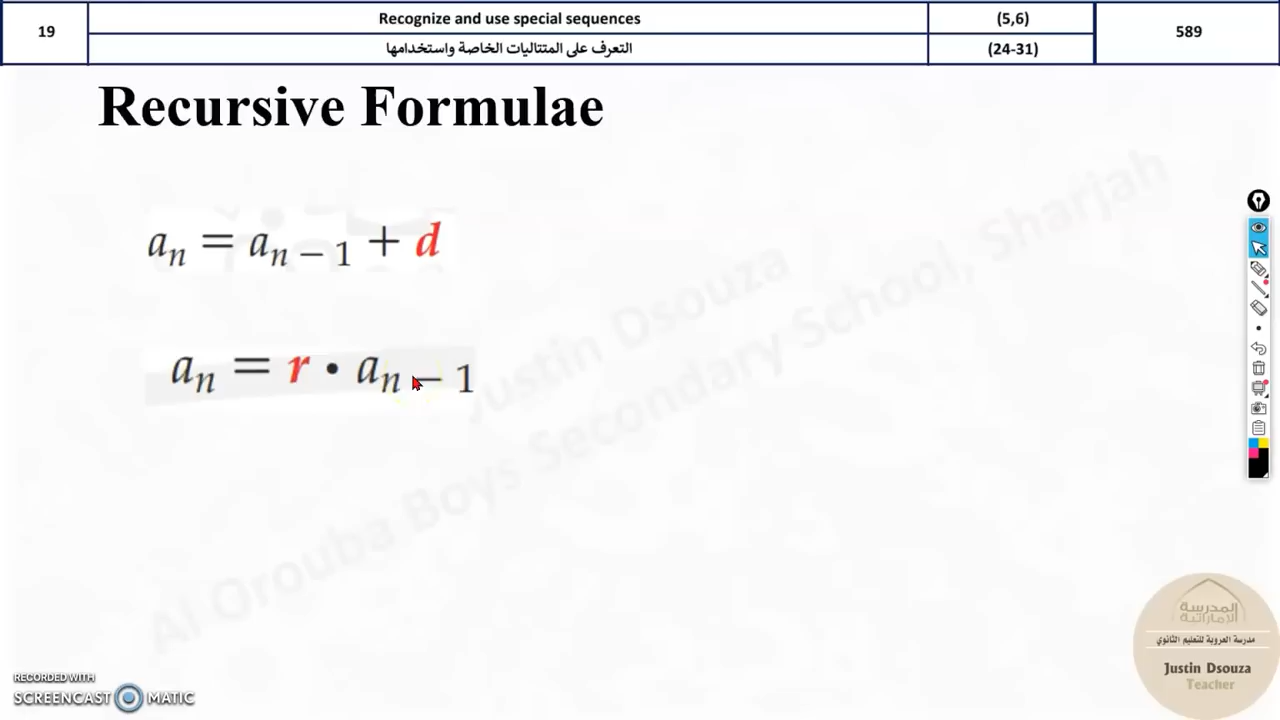 19
Recognize and use special sequences
(5,6)
589
التعرف على المتتاليات الخاصة واستخدامها
(24-31)
Recursive Formulae
aₙ = aₙ₋₁ + d
aₙ = r • aₙ₋₁
Justin Dsouza
Al Orouba Boys Secondary School, Sharjah
المدرسة
الإماراتية
مدرسة العروبة للتعليم الثانوي
Justin Dsouza
Teacher
RECORDED WITH
SCREENCAST MATIC